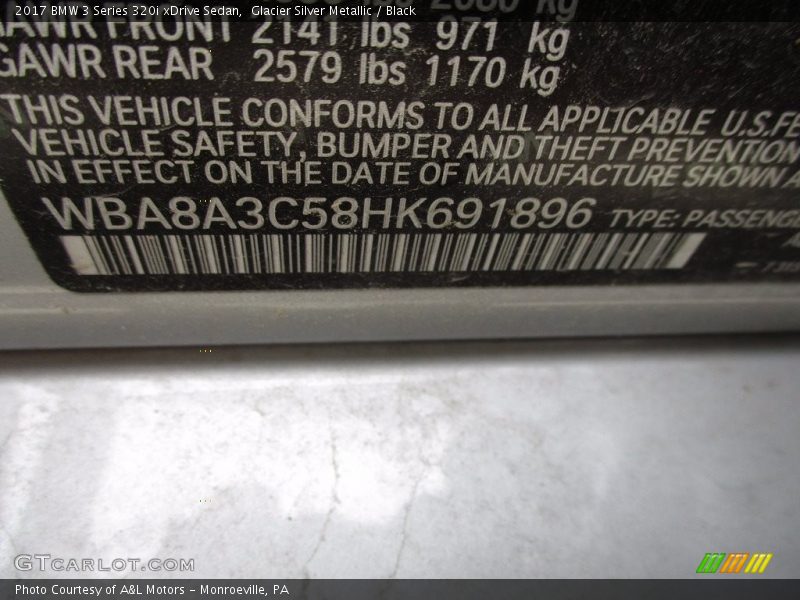 2017 BMW 3 Series 320i xDrive Sedan, Glacier Silver Metallic / Black
GAWR FRONT 2141 lbs 971 kg
GAWR REAR 2579 lbs 1170 kg
THIS VEHICLE CONFORMS TO ALL APPLICABLE U.S.FE
VEHICLE SAFETY, BUMPER AND THEFT PREVENTION
IN EFFECT ON THE DATE OF MANUFACTURE SHOWN A
WBA8A3C58HK691896 TYPE: PASSENG
GTCARLOT.COM
Photo Courtesy of A&L Motors - Monroeville, PA